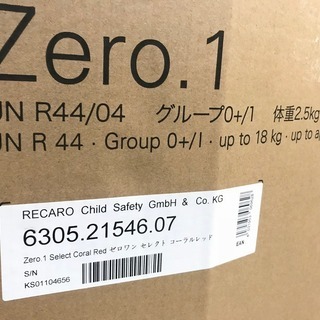 Zero.1
UN R44/04 グループ0+/1 体重2.5kg
UN R 44 · Group 0+/I · up to 18 kg · up to
RECARO Child Safety GmbH & Co. KG
6305.21546.07
Zero.1 Select Coral Red ゼロワン セレクト コーラルレッド
S/N
KS01104656
EAN